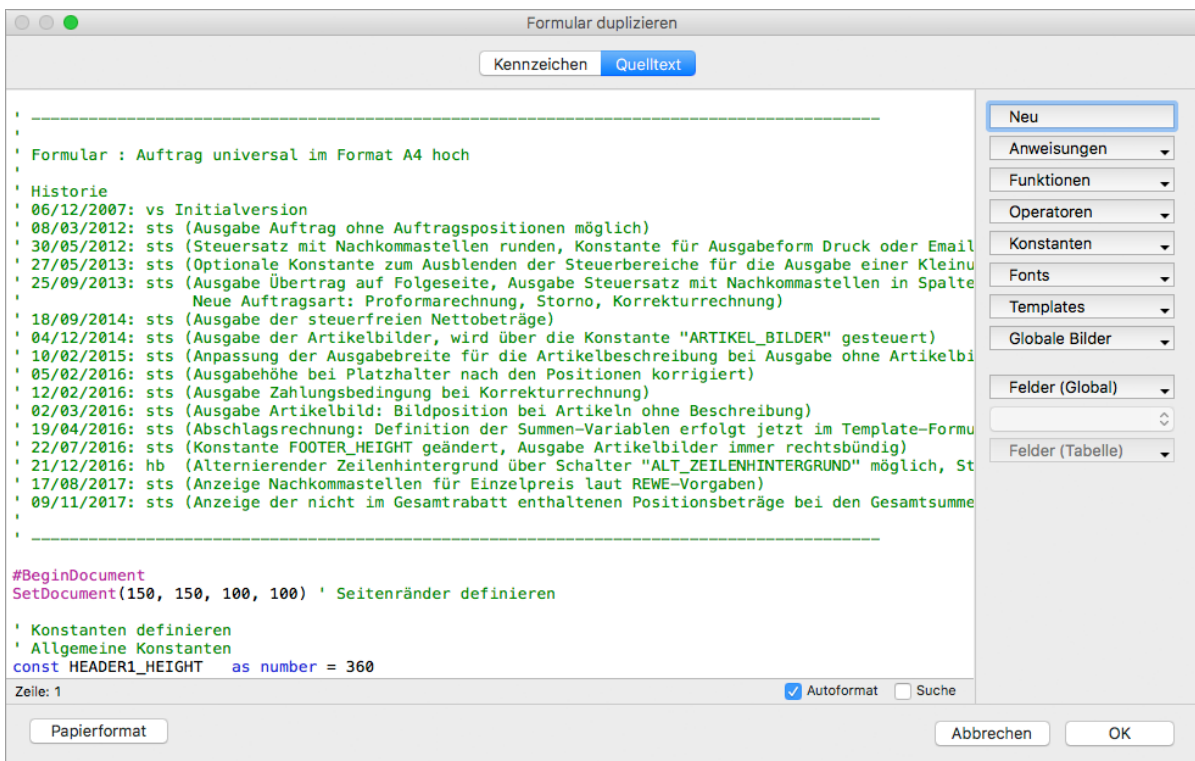 Formular duplizieren
Kennzeichen Quelltext
' ________________________________________________________________________________________
'
' Formular : Auftrag universal im Format A4 hoch
'
' Historie
' 06/12/2007: vs Initialversion
' 08/03/2012: sts (Ausgabe Auftrag ohne Auftragspositionen möglich)
' 30/05/2012: sts (Steuersatz mit Nachkommastellen runden, Konstante für Ausgabeform Druck oder Email
' 27/05/2013: sts (Optionale Konstante zum Ausblenden der Steuerbereiche für die Ausgabe einer Kleinu
' 25/09/2013: sts (Ausgabe Übertrag auf Folgeseite, Ausgabe Steuersatz mit Nachkommastellen in Spalte
'                  Neue Auftragsart: Proformarechnung, Storno, Korrekturrechnung)
' 18/09/2014: sts (Ausgabe der steuerfreien Nettobeträge)
' 04/12/2014: sts (Ausgabe der Artikelbilder, wird über die Konstante "ARTIKEL_BILDER" gesteuert)
' 10/02/2015: sts (Anpassung der Ausgabebreite für die Artikelbeschreibung bei Ausgabe ohne Artikelbi
' 05/02/2016: sts (Ausgabehöhe bei Platzhalter nach den Positionen korrigiert)
' 12/02/2016: sts (Ausgabe Zahlungsbedingung bei Korrekturrechnung)
' 02/03/2016: sts (Ausgabe Artikelbild: Bildposition bei Artikeln ohne Beschreibung)
' 19/04/2016: sts (Abschlagsrechnung: Definition der Summen-Variablen erfolgt jetzt im Template-Formu
' 22/07/2016: sts (Konstante FOOTER_HEIGHT geändert, Ausgabe Artikelbilder immer rechtsbündig)
' 21/12/2016: hb  (Alternierender Zeilenhintergrund über Schalter "ALT_ZEILENHINTERGRUND" möglich, St
' 17/08/2017: sts (Anzeige Nachkommastellen für Einzelpreis laut REWE-Vorgaben)
' 09/11/2017: sts (Anzeige der nicht im Gesamtrabatt enthaltenen Positionsbeträge bei den Gesamtsumme
'
' ________________________________________________________________________________________
#BeginDocument
SetDocument(150, 150, 100, 100) ' Seitenränder definieren
' Konstanten definieren
' Allgemeine Konstanten
const HEADER1_HEIGHT   as number = 360
Neu
Anweisungen
Funktionen
Operatoren
Konstanten
Fonts
Templates
Globale Bilder
Felder (Global)
Felder (Tabelle)
Zeile: 1 Autoformat Suche
Papierformat Abbrechen OK